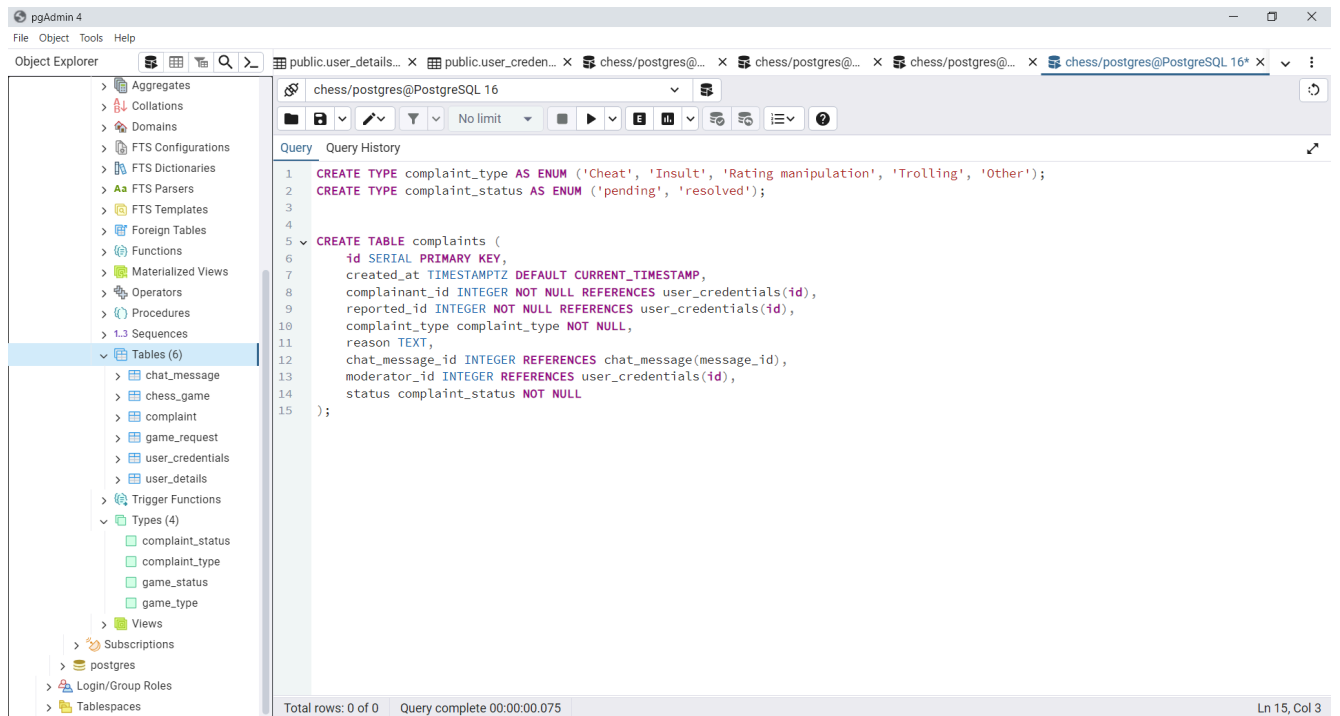 pgAdmin 4
File Object Tools Help
Object Explorer
public.user_details... public.user_creden... chess/postgres@... chess/postgres@... chess/postgres@... chess/postgres@PostgreSQL 16*
Aggregates
Collations
Domains
FTS Configurations
FTS Dictionaries
Aa FTS Parsers
FTS Templates
Foreign Tables
Functions
Materialized Views
Operators
Procedures
1..3 Sequences
Tables (6)
chat_message
chess_game
complaint
game_request
user_credentials
user_details
Trigger Functions
Types (4)
complaint_status
complaint_type
game_status
game_type
Views
Subscriptions
postgres
Login/Group Roles
Tablespaces
chess/postgres@PostgreSQL 16
No limit E
Query Query History
1 CREATE TYPE complaint_type AS ENUM ('Cheat', 'Insult', 'Rating manipulation', 'Trolling', 'Other');
2 CREATE TYPE complaint_status AS ENUM ('pending', 'resolved');
3
4
5 CREATE TABLE complaints (
6 id SERIAL PRIMARY KEY,
7 created_at TIMESTAMPTZ DEFAULT CURRENT_TIMESTAMP,
8 complainant_id INTEGER NOT NULL REFERENCES user_credentials(id),
9 reported_id INTEGER NOT NULL REFERENCES user_credentials(id),
10 complaint_type complaint_type NOT NULL,
11 reason TEXT,
12 chat_message_id INTEGER REFERENCES chat_message(message_id),
13 moderator_id INTEGER REFERENCES user_credentials(id),
14 status complaint_status NOT NULL
15 );
Total rows: 0 of 0 Query complete 00:00:00.075 Ln 15, Col 3